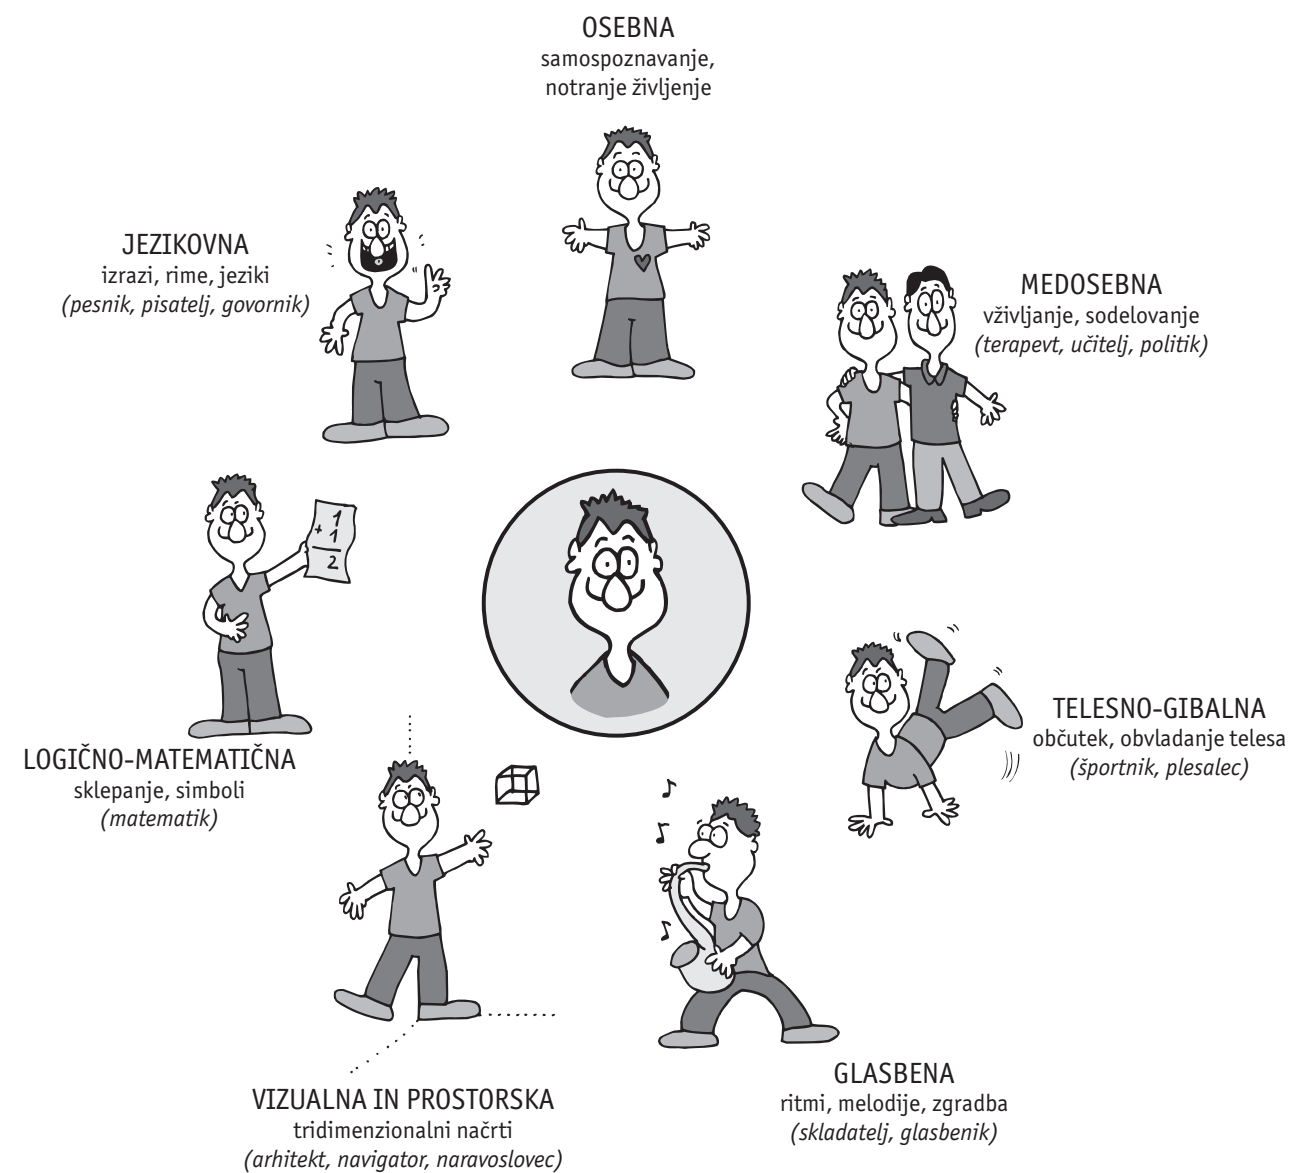 OSEBNA
samospoznavanje,
notranje življenje
JEZIKOVNA
izrazi, rime, jeziki
(pesnik, pisatelj, govornik)
MEDOSEBNA
vživljanje, sodelovanje
(terapevt, učitelj, politik)
1
+ 1
2
TELESNO-GIBALNA
občutek, obvladanje telesa
(športnik, plesalec)
LOGIČNO-MATEMATIČNA
sklepanje, simboli
(matematik)
GLASBENA
ritmi, melodije, zgradba
(skladatelj, glasbenik)
VIZUALNA IN PROSTORSKA
tridimenzionalni načrti
(arhitekt, navigator, naravoslovec)